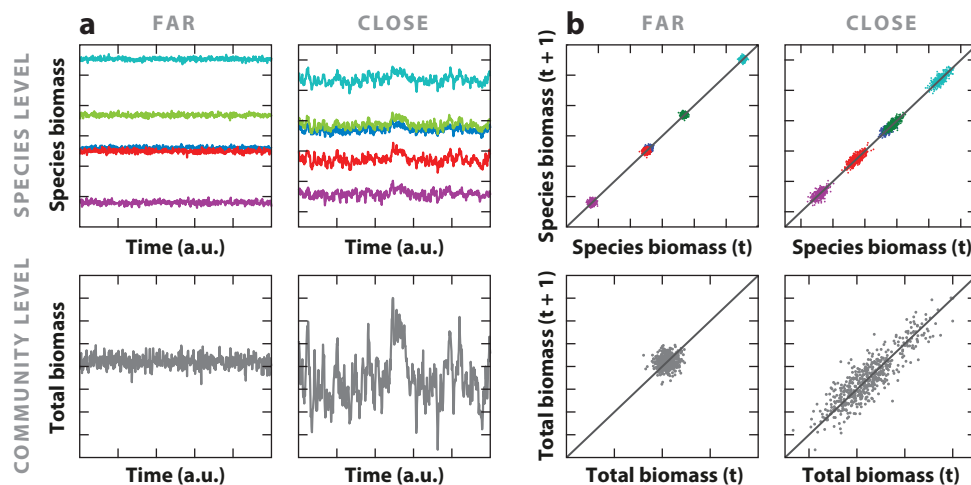 a
FAR
CLOSE
b
FAR
CLOSE
SPECIES LEVEL
Species biomass
Time (a.u.)
Time (a.u.)
Species biomass (t + 1)
Species biomass (t)
Species biomass (t)
COMMUNITY LEVEL
Total biomass
Time (a.u.)
Time (a.u.)
Total biomass (t + 1)
Total biomass (t)
Total biomass (t)